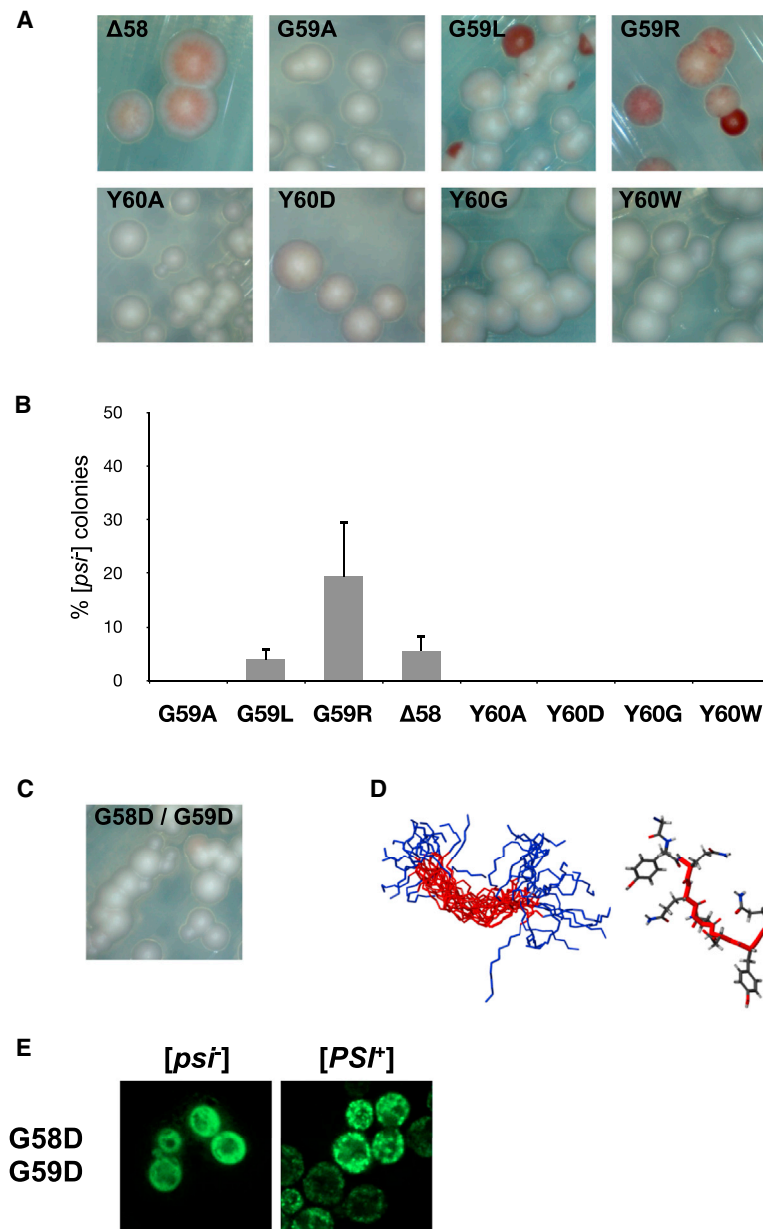 A
Δ58 G59A G59L G59R
Y60A Y60D Y60G Y60W
B
% [psi-] colonies
50
40
30
20
10
0
G59A G59L G59R Δ58 Y60A Y60D Y60G Y60W
C D
G58D / G59D
E
[psi-] [PSI+]
G58D
G59D